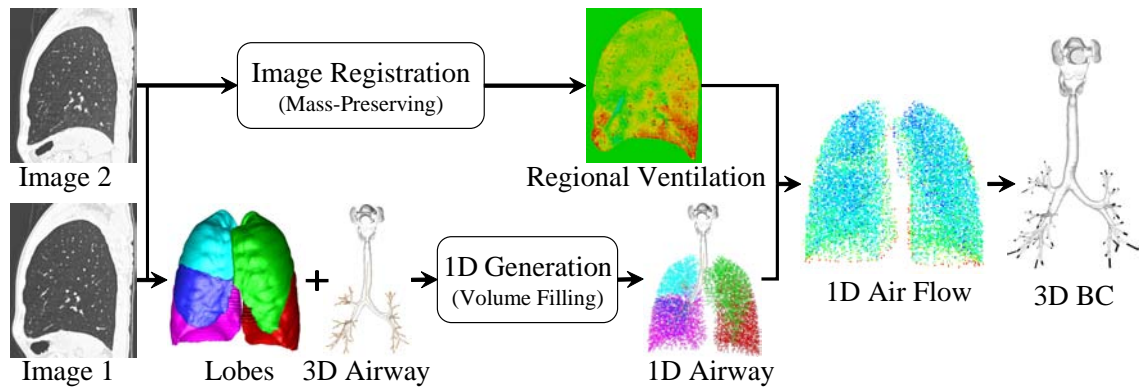 Image Registration
(Mass-Preserving)
Image 2
Regional Ventilation
1D Generation
(Volume Filling)
1D Air Flow
3D BC
Image 1
Lobes
+
3D Airway
1D Airway